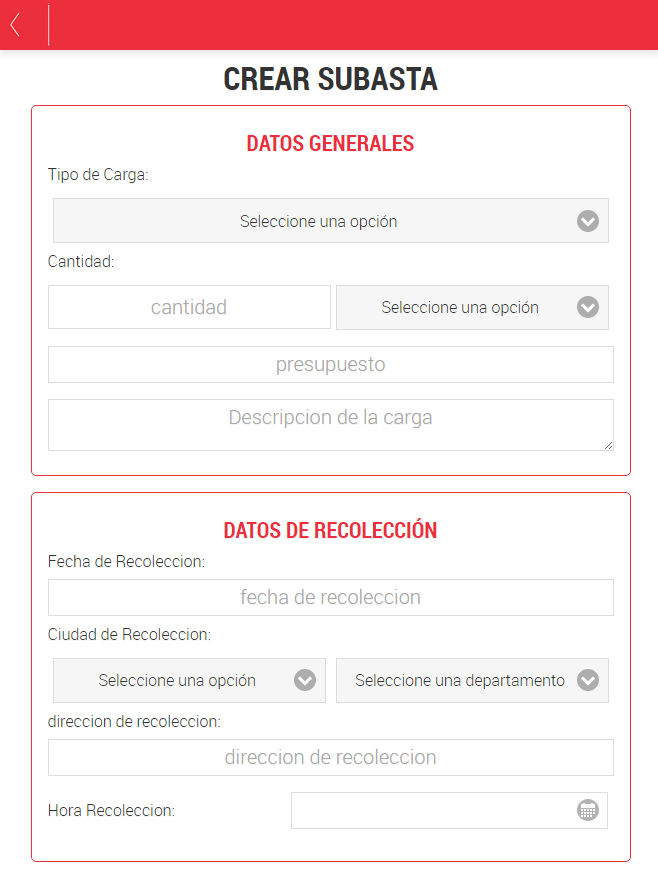 CREAR SUBASTA
DATOS GENERALES
Tipo de Carga:
Seleccione una opción
Cantidad:
cantidad Seleccione una opción
presupuesto
Descripcion de la carga
DATOS DE RECOLECCIÓN
Fecha de Recoleccion:
fecha de recoleccion
Ciudad de Recoleccion:
Seleccione una opción Seleccione una departamento
direccion de recoleccion:
direccion de recoleccion
Hora Recoleccion: